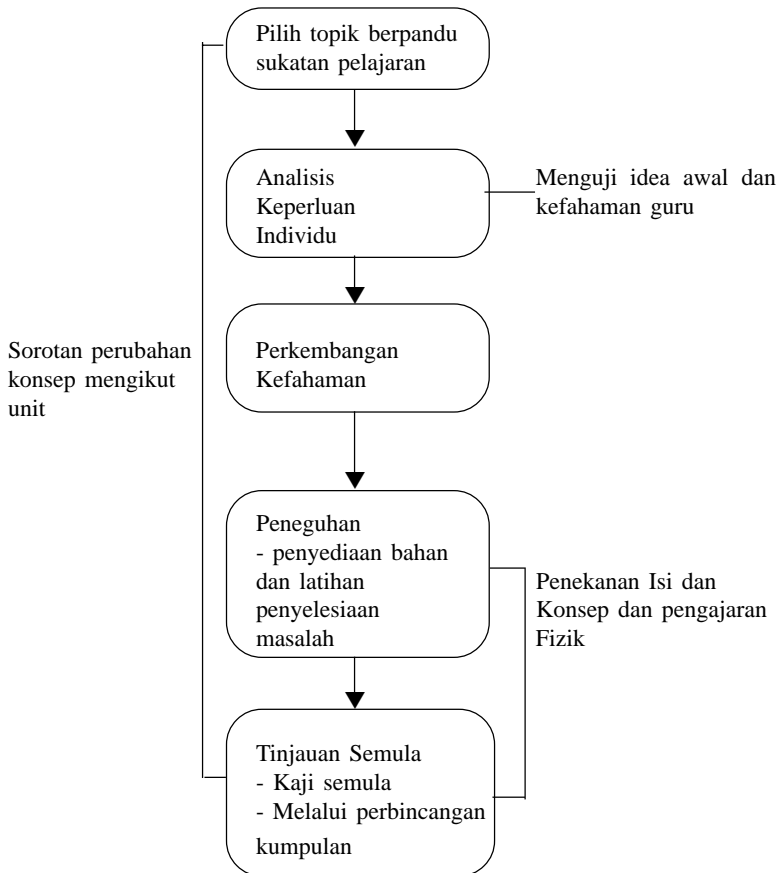 Pilih topik berpandu
sukatan pelajaran
Analisis
Keperluan
Individu
Menguji idea awal dan
kefahaman guru
Sorotan perubahan
konsep mengikut
unit
Perkembangan
Kefahaman
Peneguhan
- penyediaan bahan
dan latihan
penyelesiaan
masalah
Penekanan Isi dan
Konsep dan pengajaran
Fizik
Tinjauan Semula
- Kaji semula
- Melalui perbincangan
kumpulan